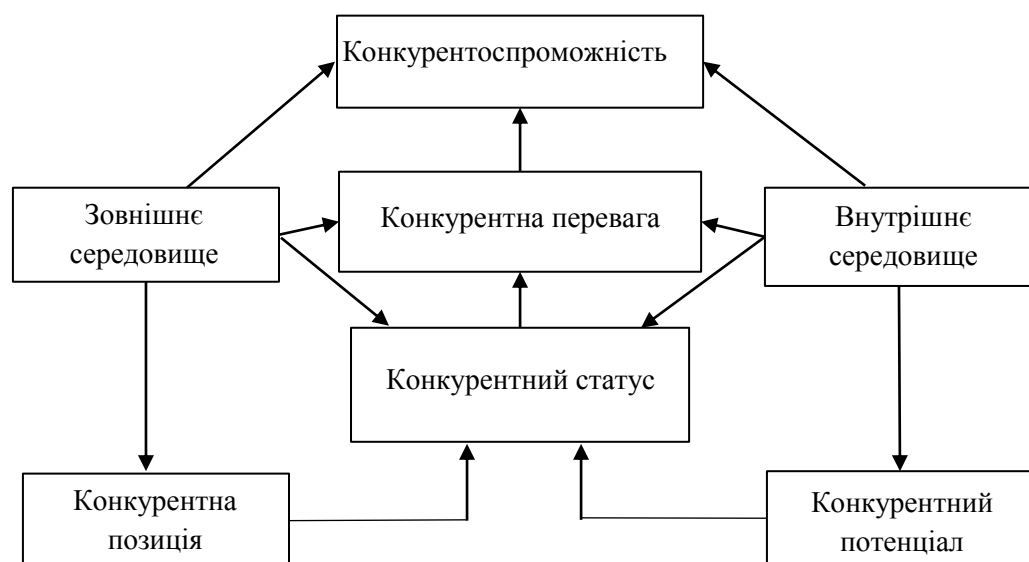 Конкурентоспроможність
Зовнішнє
середовище
Конкурентна перевага
Внутрішнє
середовище
Конкурентний статус
Конкурентна
позиція
Конкурентний
потенціал